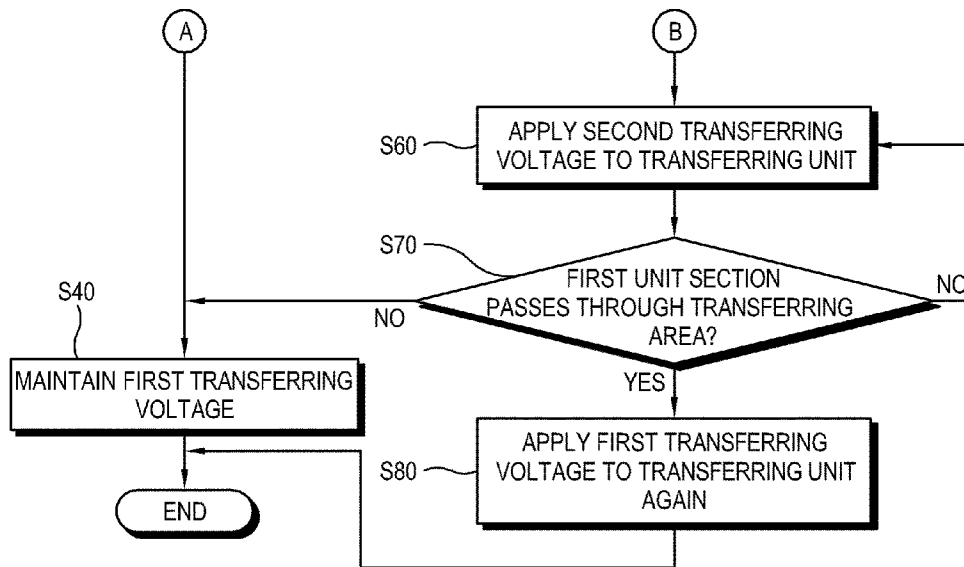 A
B
S60
APPLY SECOND TRANSFERRING
VOLTAGE TO TRANSFERRING UNIT
S70
FIRST UNIT SECTION
PASSES THROUGH TRANSFERRING
AREA?
NO
NO
YES
S40
MAINTAIN FIRST TRANSFERRING
VOLTAGE
S80
APPLY FIRST TRANSFERRING
VOLTAGE TO TRANSFERRING UNIT
AGAIN
END